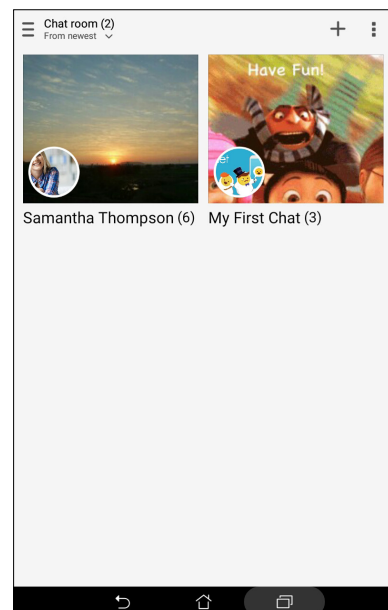 Chat room (2)
From newest
Have Fun!
Samantha Thompson (6)
My First Chat (3)